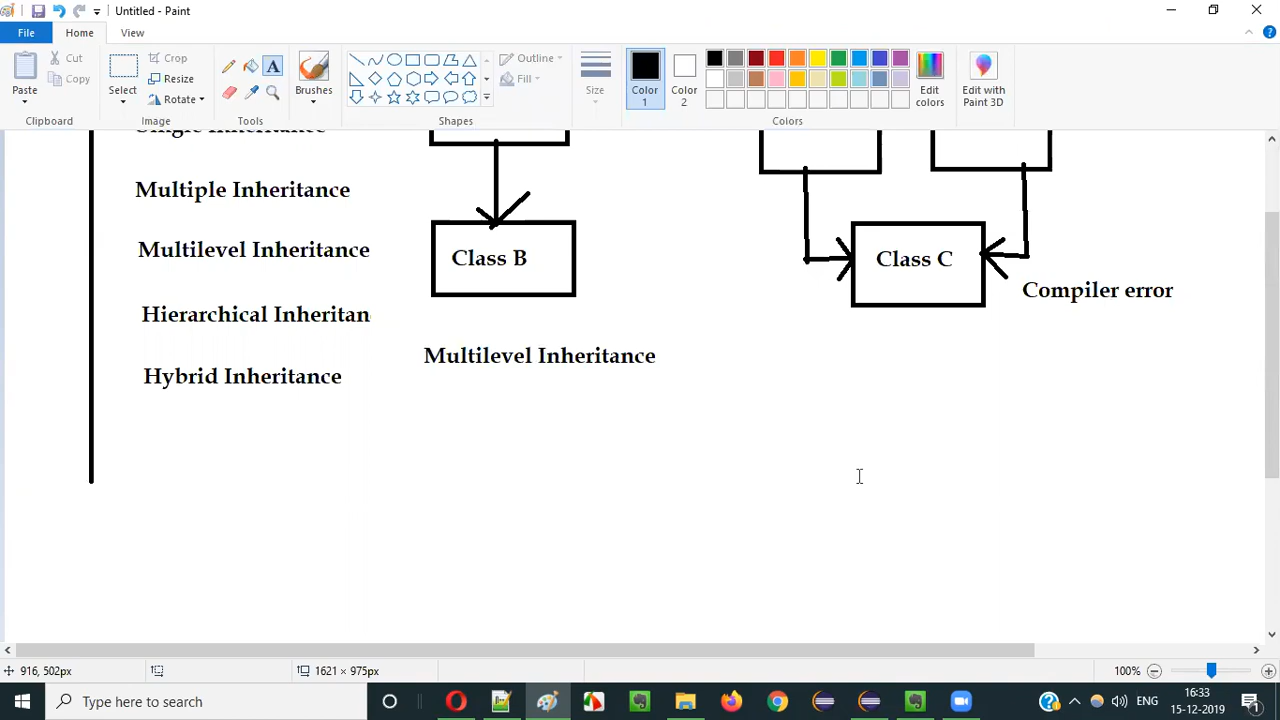 Untitled - Paint
File
Home
View
Paste
Cut
Copy
Clipboard
Select
Crop
Resize
Rotate
Image
A
Tools
Brushes
Outline
Fill
Shapes
Size
Color
1
Color
2
Edit
colors
Edit with
Paint 3D
Colors
Single Inheritance
Multiple Inheritance
Multilevel Inheritance
Hierarchical Inheritan
Hybrid Inheritance
Class B
Multilevel Inheritance
Class C
Compiler error
916, 502px
1621 × 975px
100%
Type here to search
ENG
16:33
15-12-2019
1